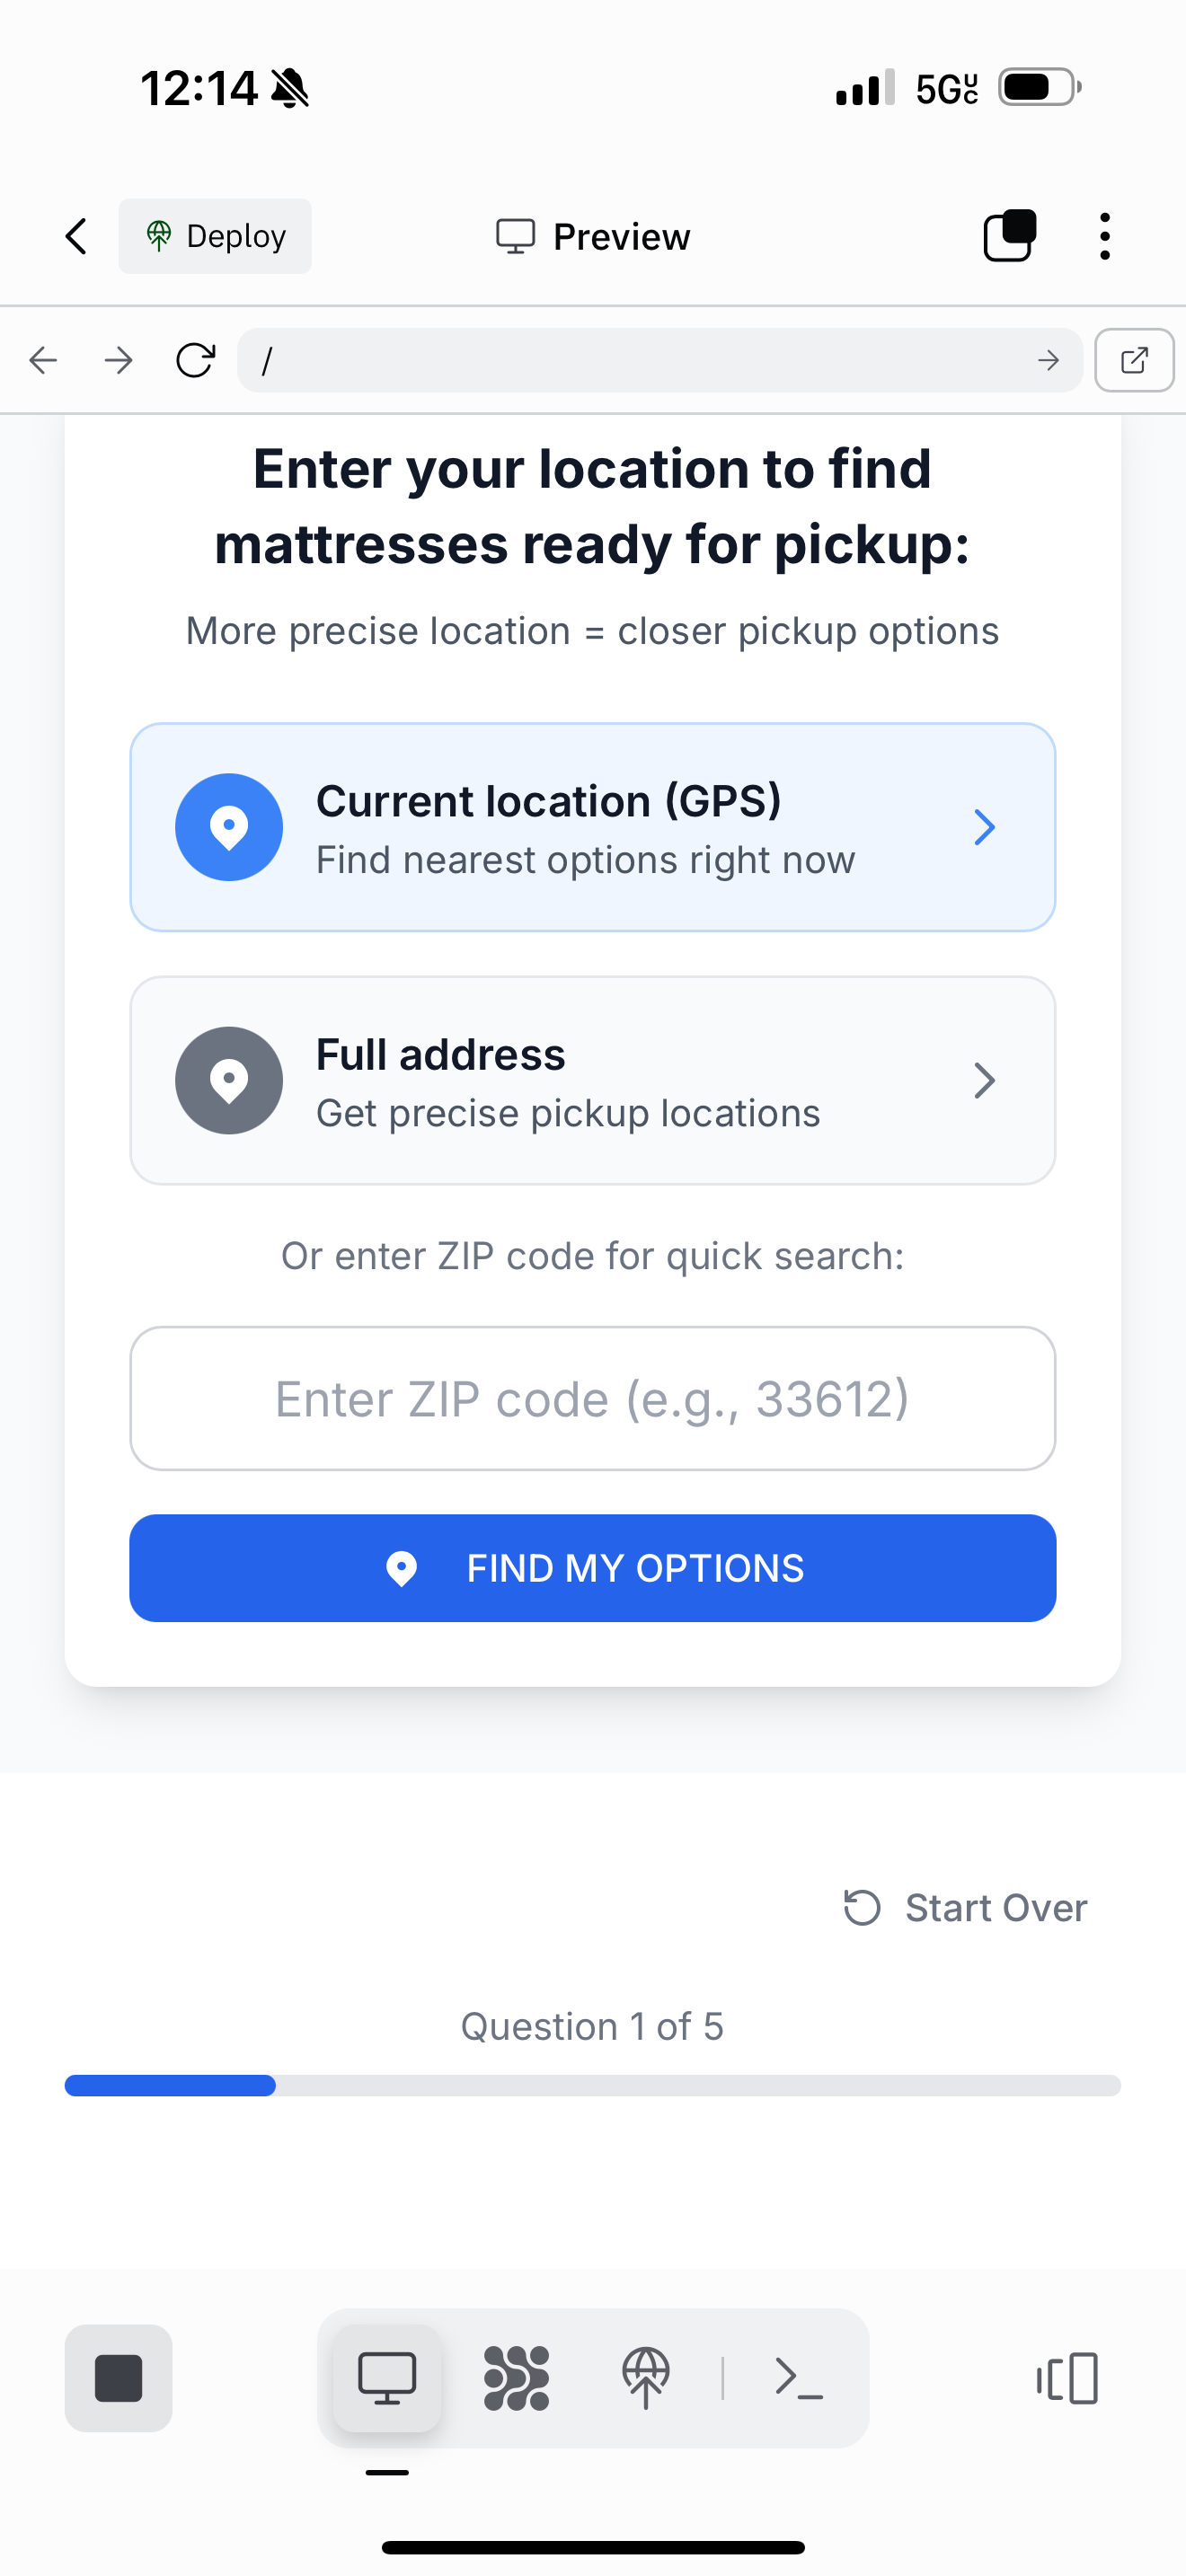 12:14
5GUC
Deploy
Preview
/
Enter your location to find
mattresses ready for pickup:
More precise location = closer pickup options
Current location (GPS)
Find nearest options right now
Full address
Get precise pickup locations
Or enter ZIP code for quick search:
Enter ZIP code (e.g., 33612)
FIND MY OPTIONS
Start Over
Question 1 of 5